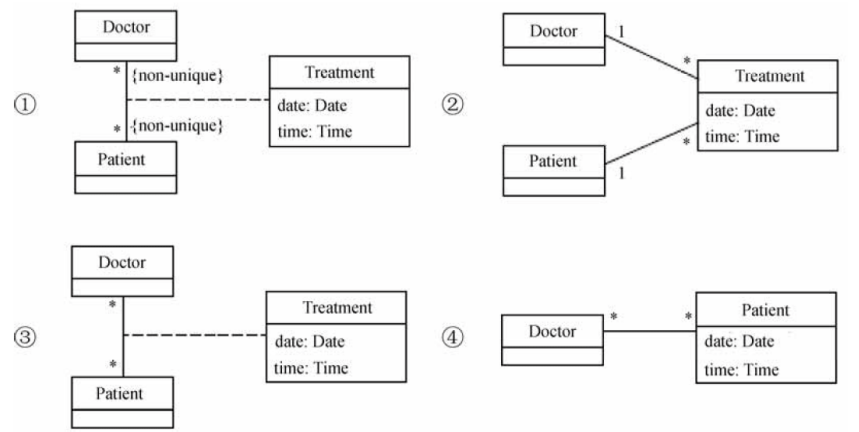 ①
Doctor
*
{non-unique}
*
{non-unique}
Patient
Treatment
date: Date
time: Time
②
Doctor
1
*
Patient
1
*
Treatment
date: Date
time: Time
③
Doctor
*
*
Patient
Treatment
date: Date
time: Time
④
Doctor
*
*
Patient
date: Date
time: Time